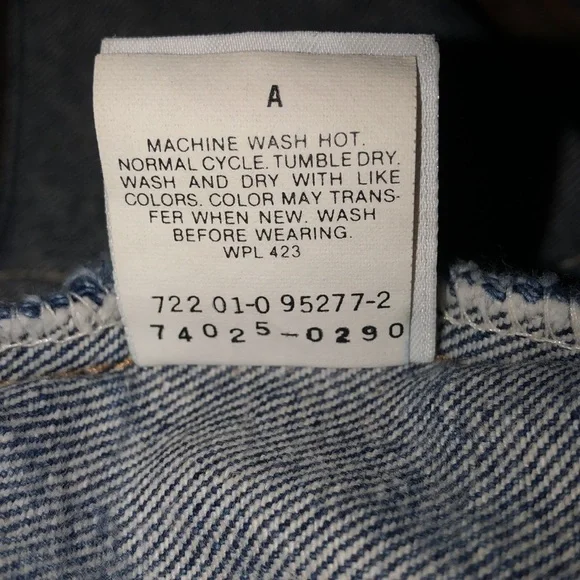 A
MACHINE WASH HOT.
NORMAL CYCLE. TUMBLE DRY.
WASH AND DRY WITH LIKE
COLORS. COLOR MAY TRANS-
FER WHEN NEW. WASH
BEFORE WEARING.
WPL 423
722 01-0 95277-2
74025-0290